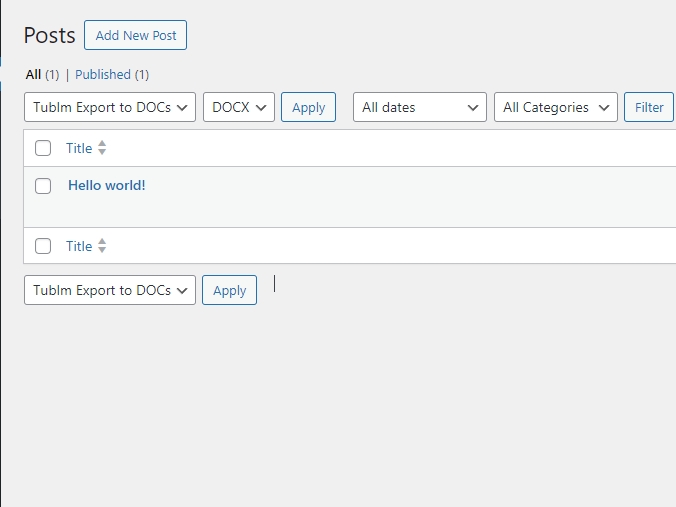 Posts Add New Post
All (1) | Published (1)
Tublm Export to DOCs DOCX Apply All dates All Categories Filter
Title
Hello world!
Title
Tublm Export to DOCs Apply